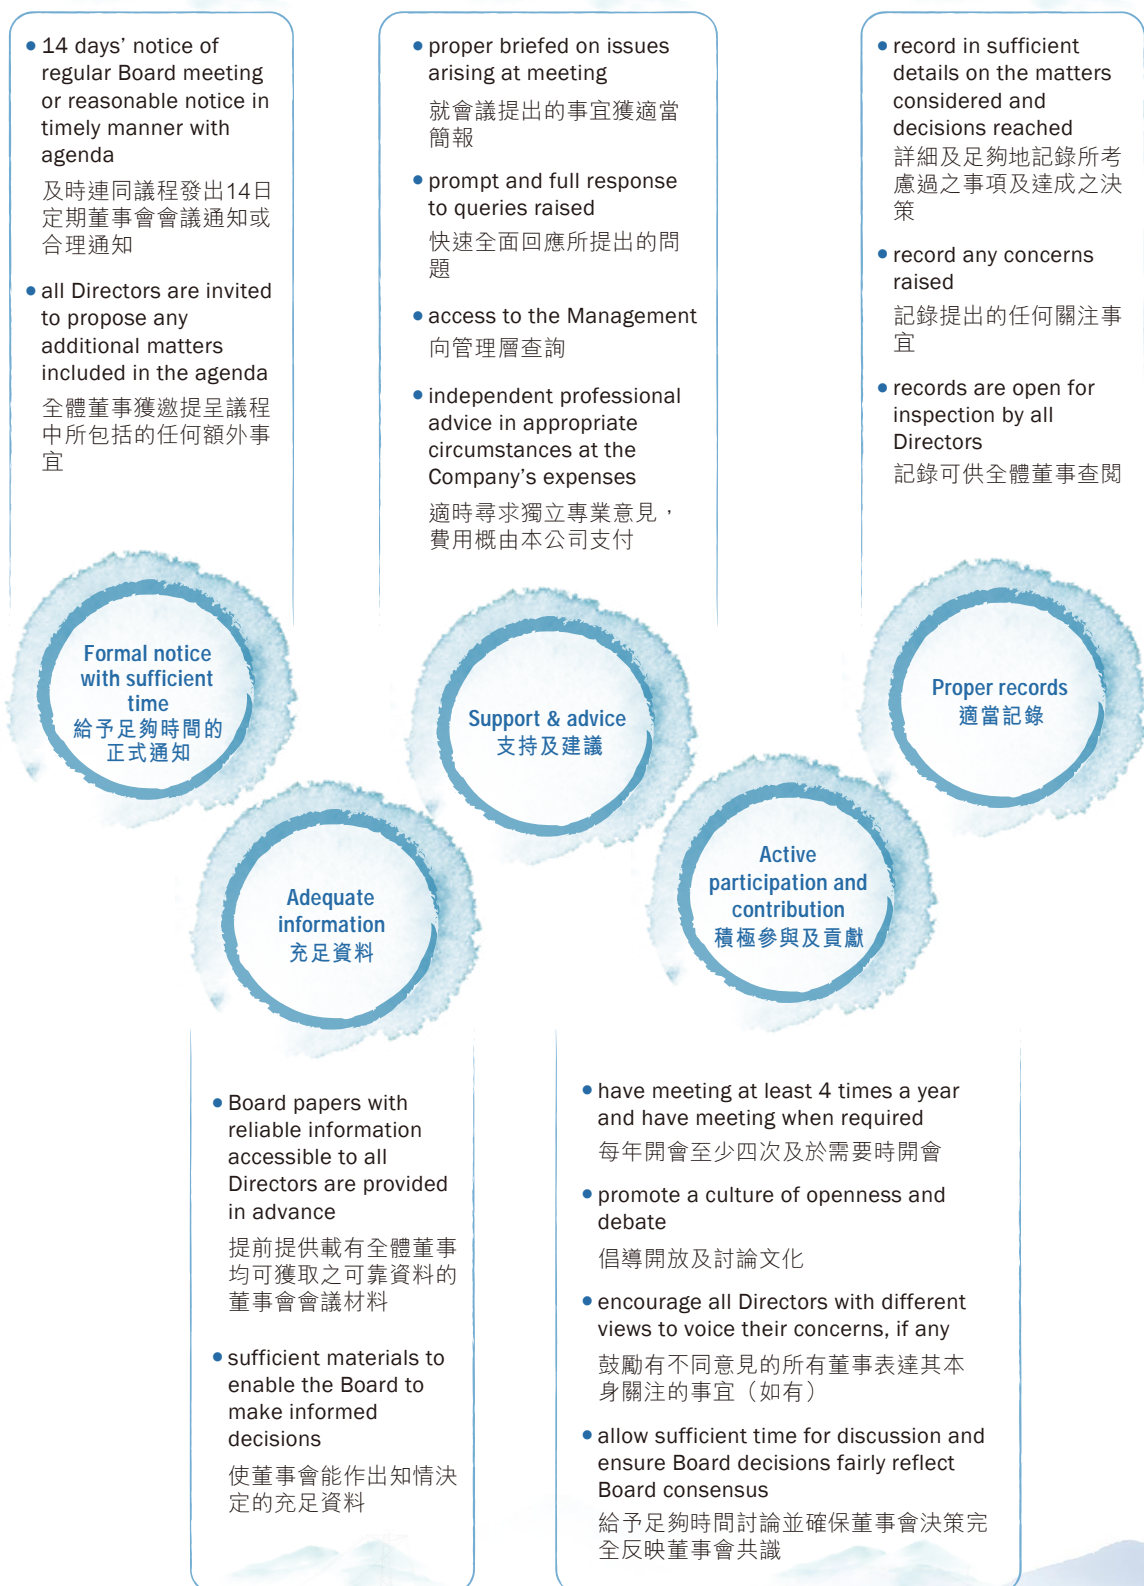 • 14 days’ notice of
regular Board meeting
or reasonable notice in
timely manner with
agenda
及時連同議程發出14日
定期董事會會議通知或
合理通知
• all Directors are invited
to propose any
additional matters
included in the agenda
全體董事獲邀提呈議程
中所包括的任何額外事
宜
Formal notice
with sufficient
time
給予足夠時間的
正式通知
Board papers with
reliable information
accessible to all
Directors are provided
in advance
提前提供載有全體董事
均可獲取之可靠資料的
董事會會議材料
• sufficient materials to
enable the Board to
make informed
decisions
使董事會能作出知情決
定的充足資料
Adequate
information
充足資料
• proper briefed on issues
arising at meeting
就會議提出的事宜獲適當
簡報
• prompt and full response
to queries raised
快速全面回應所提出的問
題
• access to the Management
向管理層查詢
• independent professional
advice in appropriate
circumstances at the
Company’s expenses
適時尋求獨立專業意見，
費用概由本公司支付
Support & advice
支持及建議
Active
participation and
contribution
積極參與及貢獻
• have meeting at least 4 times a year
and have meeting when required
每年開會至少四次及於需要時開會
• promote a culture of openness and
debate
倡導開放及討論文化
• encourage all Directors with different
views to voice their concerns, if any
鼓勵有不同意見的所有董事表達其本
身關注的事宜（如有）
• allow sufficient time for discussion and
ensure Board decisions fairly reflect
Board consensus
給予足夠時間討論並確保董事會決策完
全反映董事會共識
• record in sufficient
details on the matters
considered and
decisions reached
詳細及足夠地記錄所考
慮過之事項及達成之決
策
• record any concerns
raised
記錄提出的任何關注事
宜
• records are open for
inspection by all
Directors
記錄可供全體董事查閱
Proper records
適當記錄